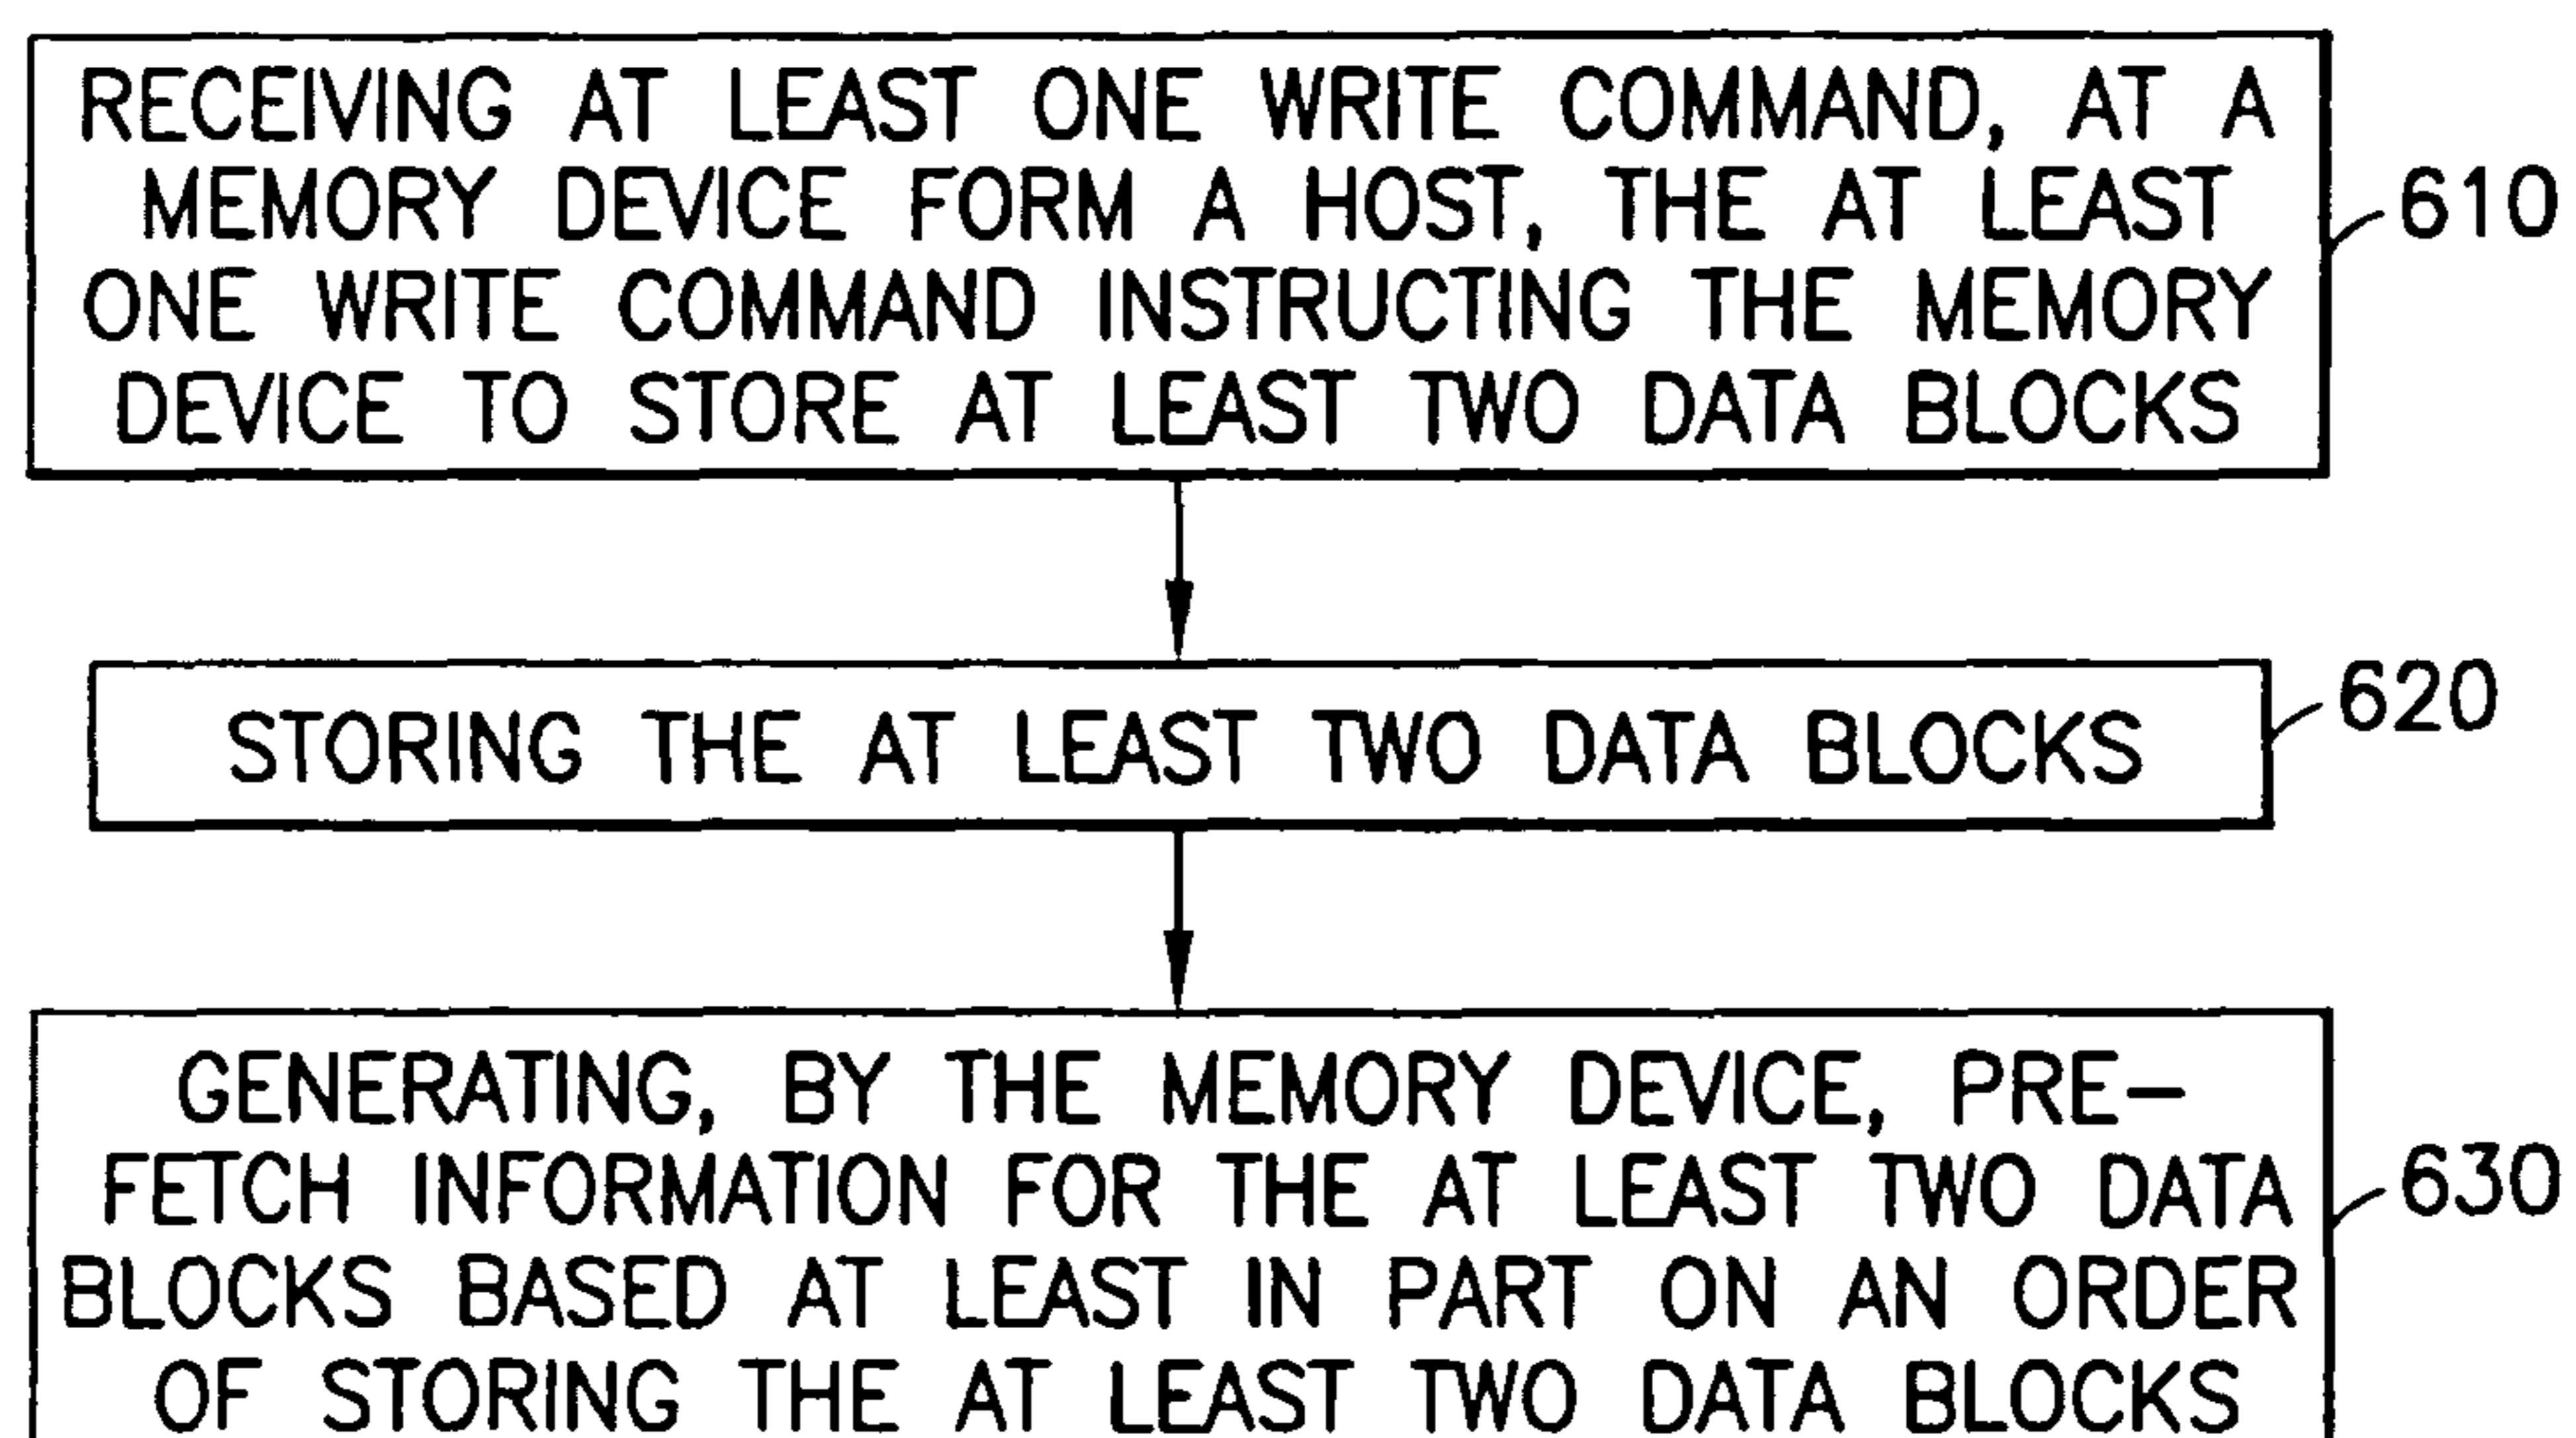 RECEIVING AT LEAST ONE WRITE COMMAND, AT A
MEMORY DEVICE FORM A HOST, THE AT LEAST
ONE WRITE COMMAND INSTRUCTING THE MEMORY
DEVICE TO STORE AT LEAST TWO DATA BLOCKS
610
STORING THE AT LEAST TWO DATA BLOCKS
620
GENERATING, BY THE MEMORY DEVICE, PRE-
FETCH INFORMATION FOR THE AT LEAST TWO DATA
BLOCKS BASED AT LEAST IN PART ON AN ORDER
OF STORING THE AT LEAST TWO DATA BLOCKS
630